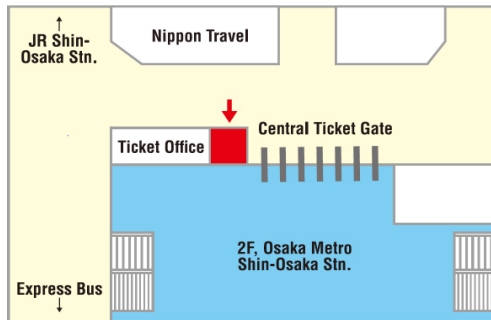 ↑
JR Shin-
Osaka Stn.
Nippon Travel
Central Ticket Gate
Ticket Office
2F, Osaka Metro
Shin-Osaka Stn.
Express Bus
↓